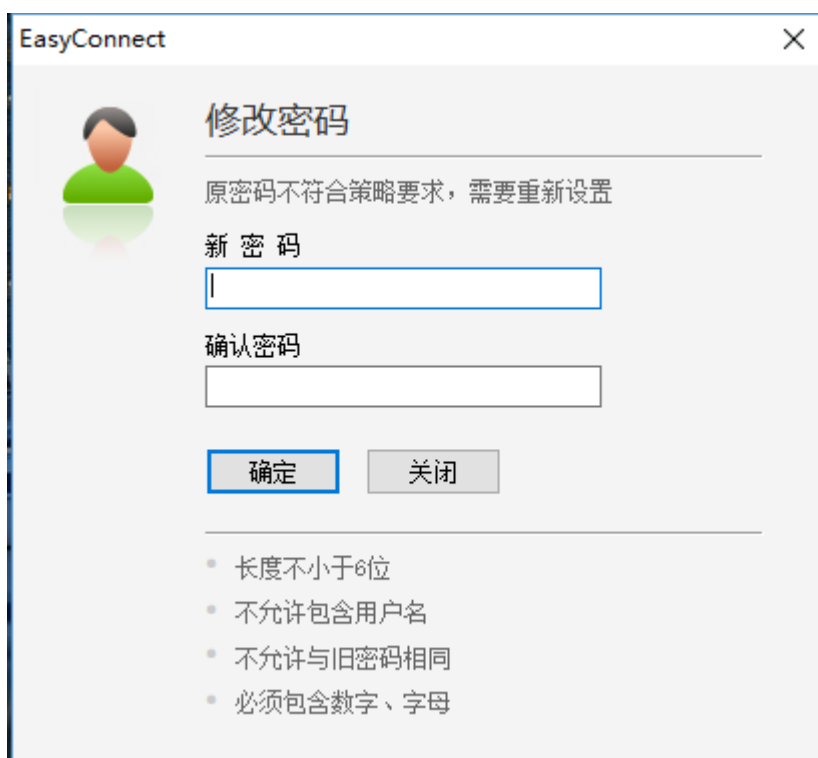 EasyConnect
修改密码
原密码不符合策略要求，需要重新设置
新 密 码
确认密码
确定
关闭
长度不小于6位
不允许包含用户名
不允许与旧密码相同
必须包含数字、字母